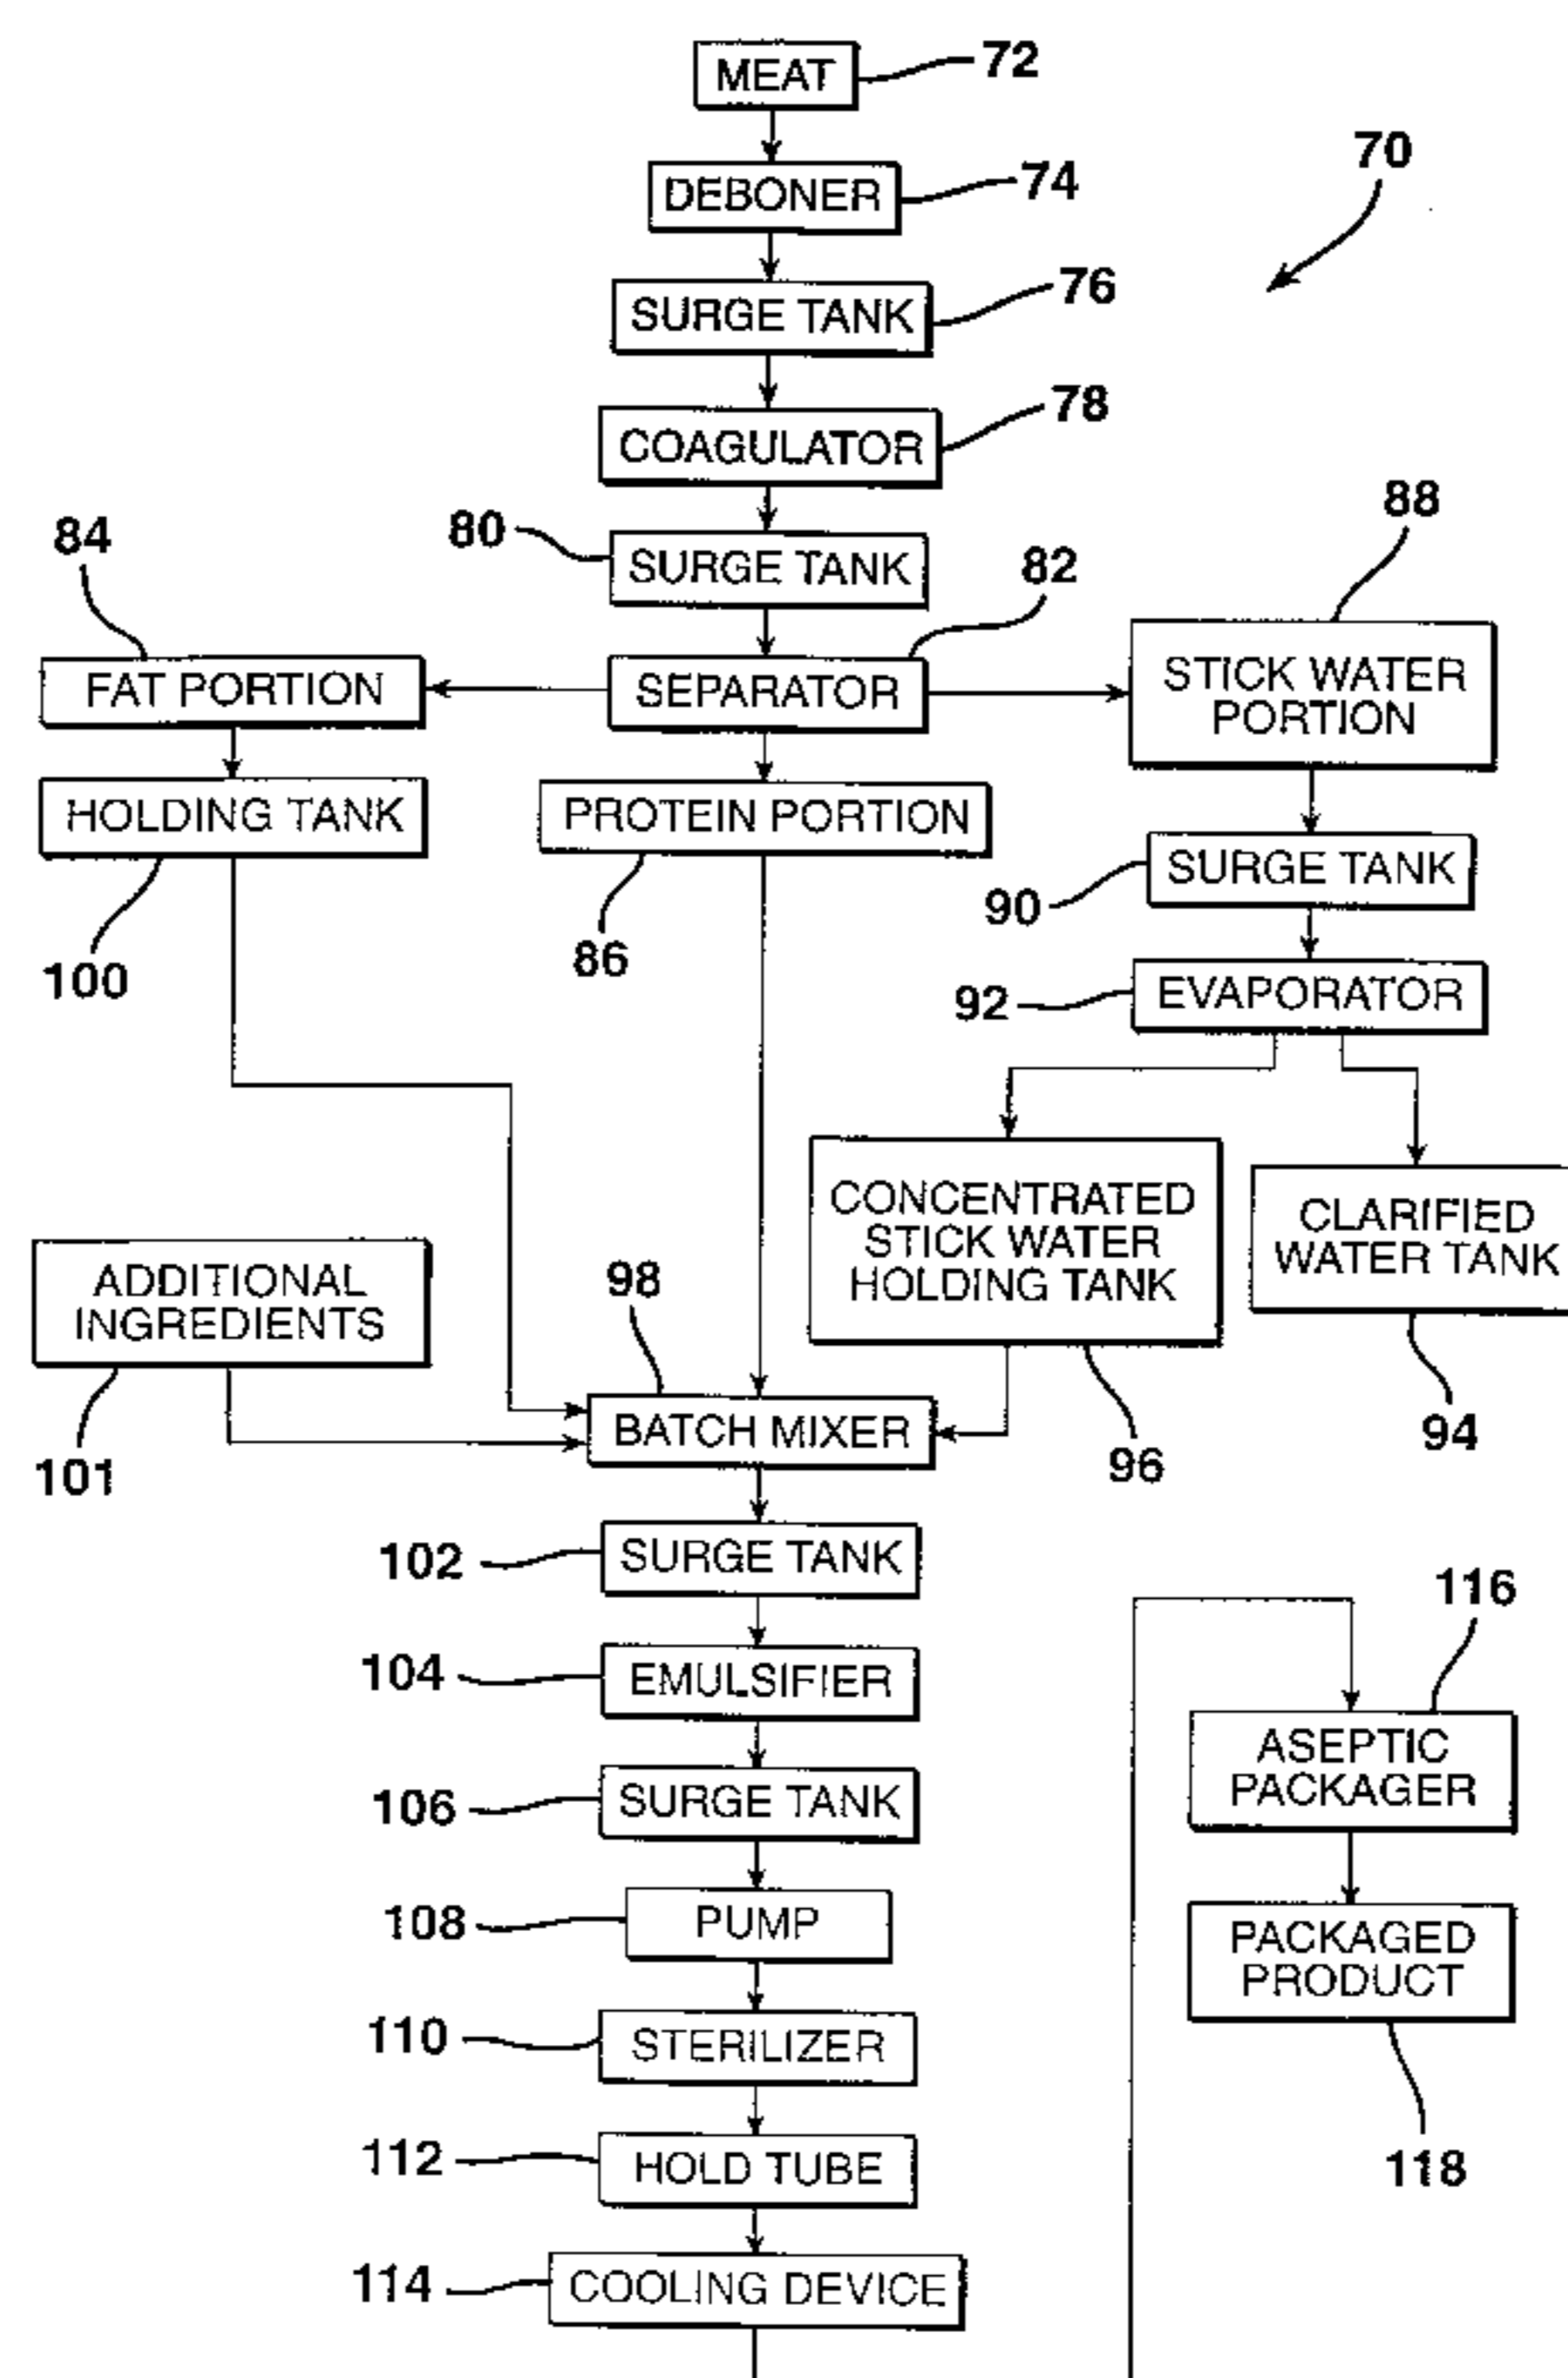 MEAT
72
70
DEBONER
74
SURGE TANK
76
COAGULATOR
78
84
80
SURGE TANK
82
88
FAT PORTION
SEPARATOR
STICK WATER
PORTION
HOLDING TANK
PROTEIN PORTION
100
86
90
SURGE TANK
92
EVAPORATOR
CONCENTRATED
STICK WATER
HOLDING TANK
CLARIFIED
WATER TANK
ADDITIONAL
INGREDIENTS
101
98
BATCH MIXER
96
94
102
SURGE TANK
104
EMULSIFIER
106
SURGE TANK
108
PUMP
110
STERILIZER
112
HOLD TUBE
114
COOLING DEVICE
116
ASEPTIC
PACKAGER
PACKAGED
PRODUCT
118